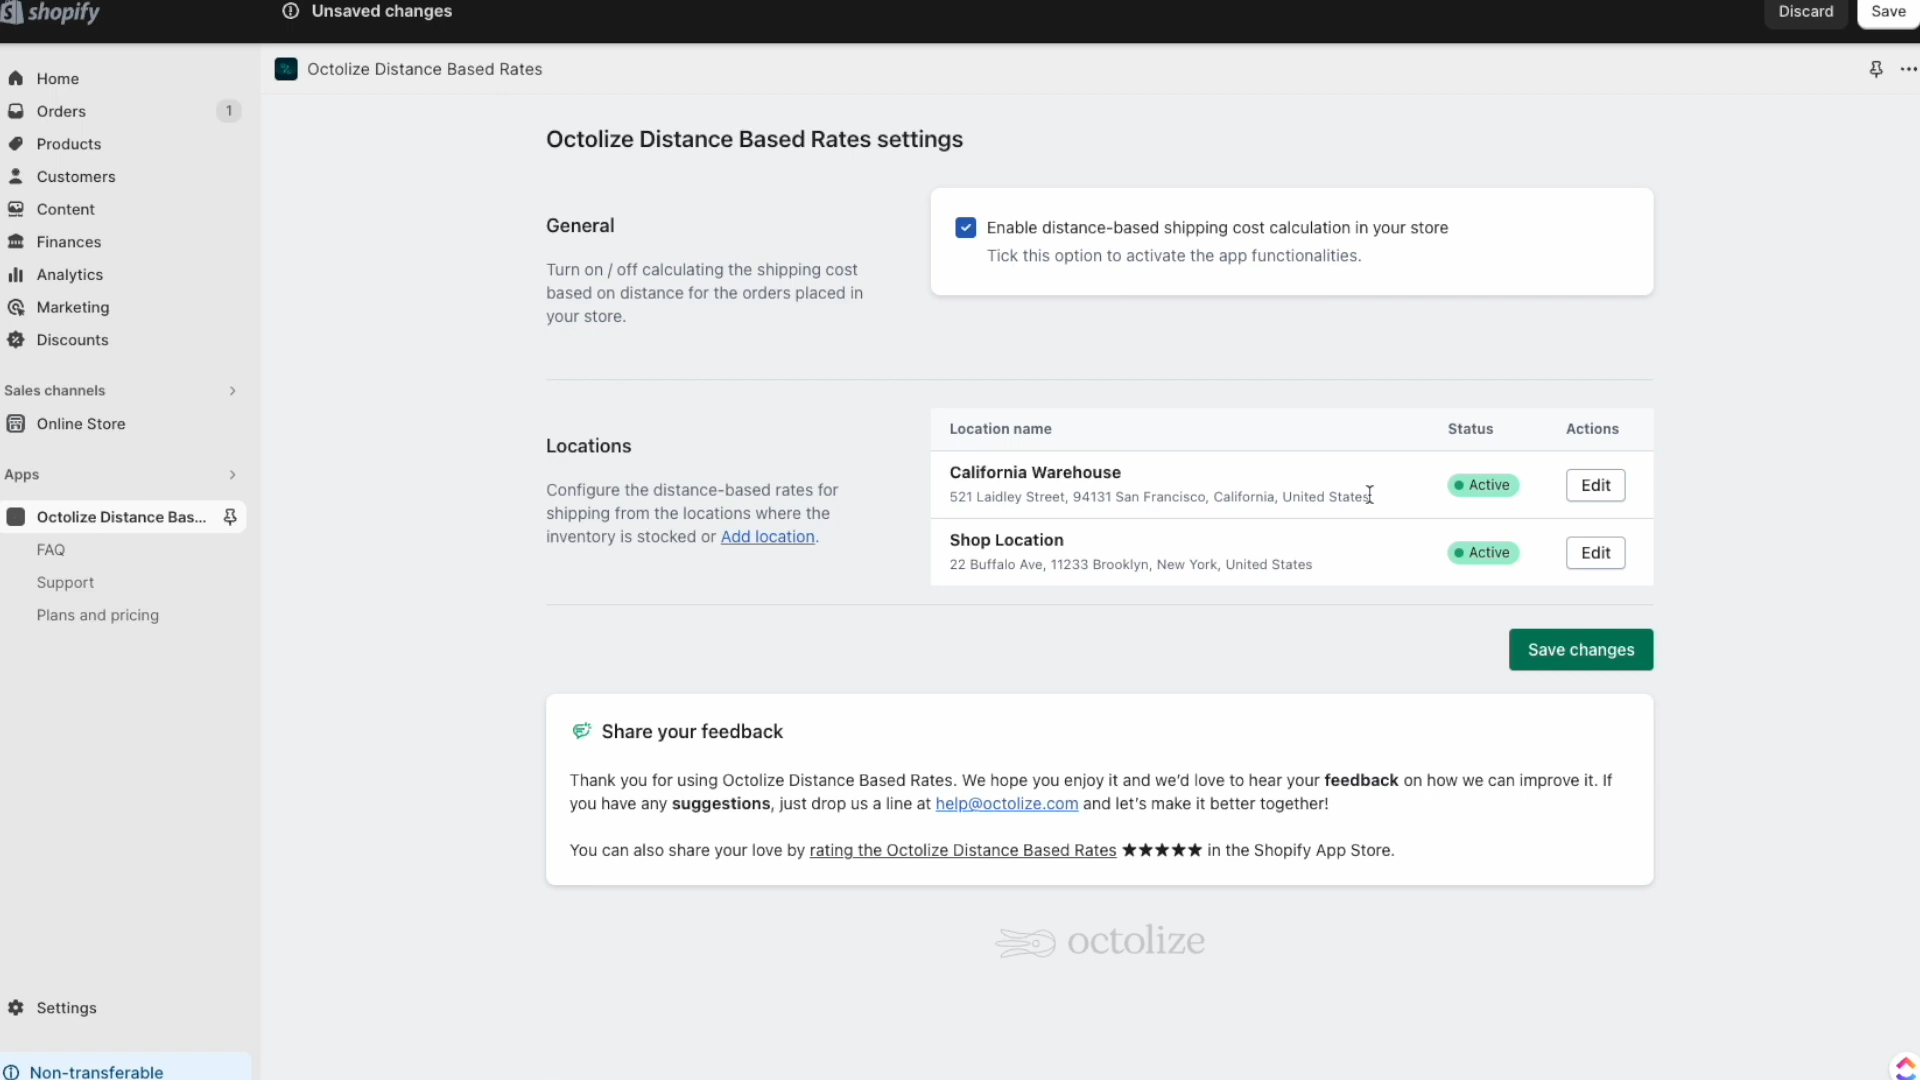 shopify
Unsaved changes
Discard
Save
Home
Orders
1
Products
Customers
Content
Finances
Analytics
Marketing
Discounts
Sales channels
Online Store
Apps
Octolize Distance Bas...
FAQ
Support
Plans and pricing
Settings
Non-transferable
Octolize Distance Based Rates
Octolize Distance Based Rates settings
General
Turn on / off calculating the shipping cost
based on distance for the orders placed in
your store.
Enable distance-based shipping cost calculation in your store
Tick this option to activate the app functionalities.
Locations
Configure the distance-based rates for
shipping from the locations where the
inventory is stocked or Add location.
Location name Status Actions
California Warehouse
521 Laidley Street, 94131 San Francisco, California, United States
Active
Edit
Shop Location
22 Buffalo Ave, 11233 Brooklyn, New York, United States
Active
Edit
Save changes
Share your feedback
Thank you for using Octolize Distance Based Rates. We hope you enjoy it and we'd love to hear your feedback on how we can improve it. If
you have any suggestions, just drop us a line at help@octolize.com and let's make it better together!
You can also share your love by rating the Octolize Distance Based Rates ★★★★★ in the Shopify App Store.
octolize